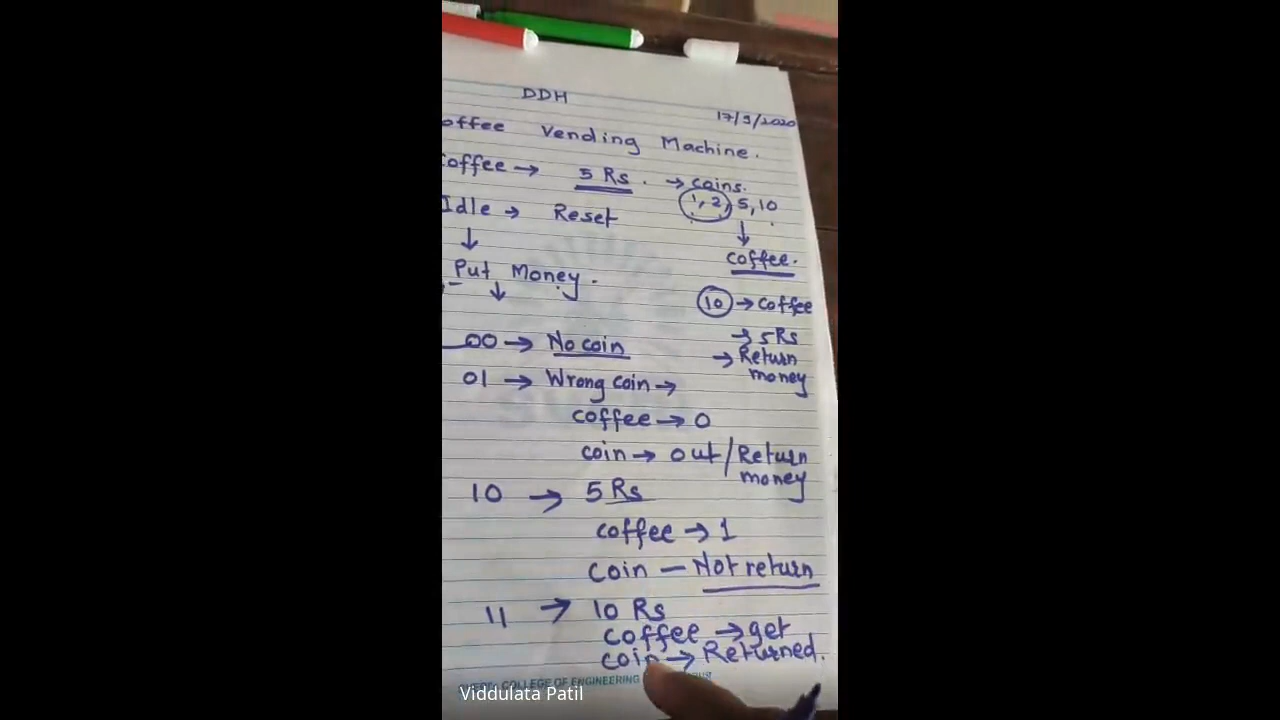 DDH
17/9/2020
offee Vending Machine.
Coffee → 5 Rs. → coins.
1, 2, 5, 10
Idle → Reset
↓
↓
coffee.
Put Money.
↓
10 → coffee
→ 5Rs
00 → No coin
→ Return money
01 → Wrong coin →
coffee → 0
coin → out / Return money
10 → 5 Rs
coffee → 1
coin — Not return
11 → 10 Rs
coffee → get
coin → Returned.
COLLEGE OF ENGINEERING
Viddulata Patil